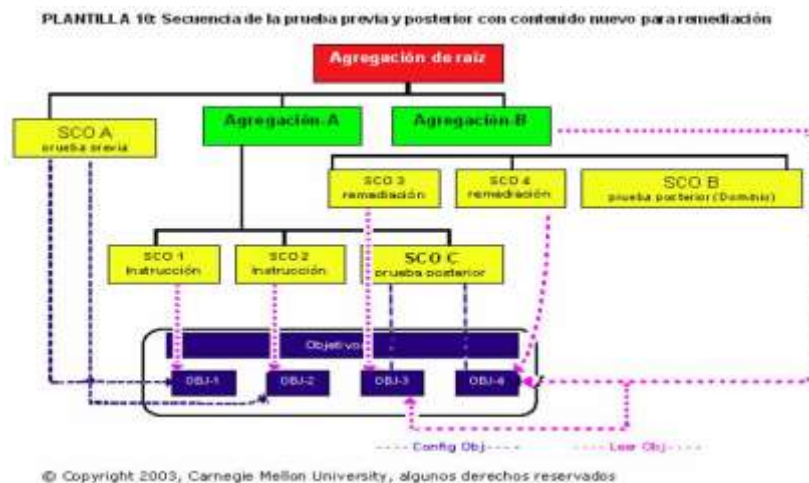 PLANTILLA 10: Secuencia de la prueba previa y posterior con contenido nuevo para remediación
Agregación de raíz
SCO A
prueba previa
Agregación-A
Agregación-B
SCO 3
remediación
SCO 4
remediación
SCO B
prueba posterior (Dominio)
SCO 1
Instrucción
SCO 2
Instrucción
SCO C
prueba posterior
Objetivos
OBJ-1
OBJ-2
OBJ-3
OBJ-4
Config Obj
Leer Obj
© Copyright 2003, Carnegie Mellon University, algunos derechos reservados